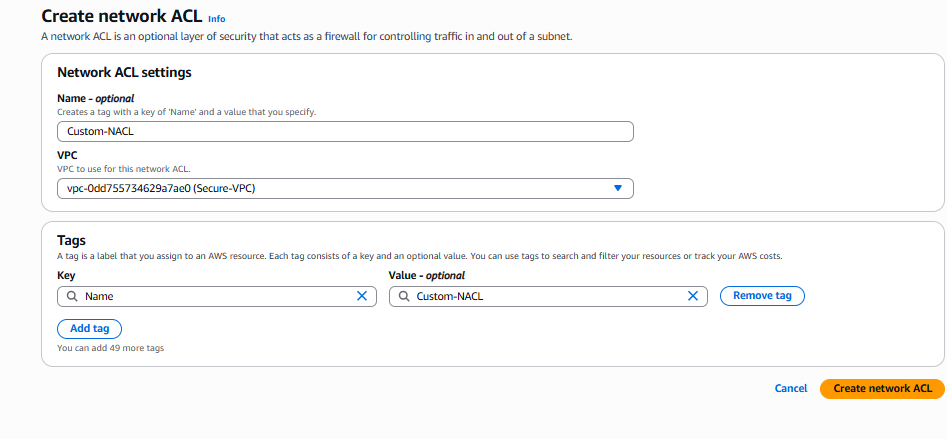 Create network ACL Info
A network ACL is an optional layer of security that acts as a firewall for controlling traffic in and out of a subnet.
Network ACL settings
Name - optional
Creates a tag with a key of 'Name' and a value that you specify.
Custom-NACL
VPC
VPC to use for this network ACL.
vpc-0dd755734629a7ae0 (Secure-VPC)
Tags
A tag is a label that you assign to an AWS resource. Each tag consists of a key and an optional value. You can use tags to search and filter your resources or track your AWS costs.
Key Value - optional
Name Custom-NACL Remove tag
Add tag
You can add 49 more tags
Cancel Create network ACL